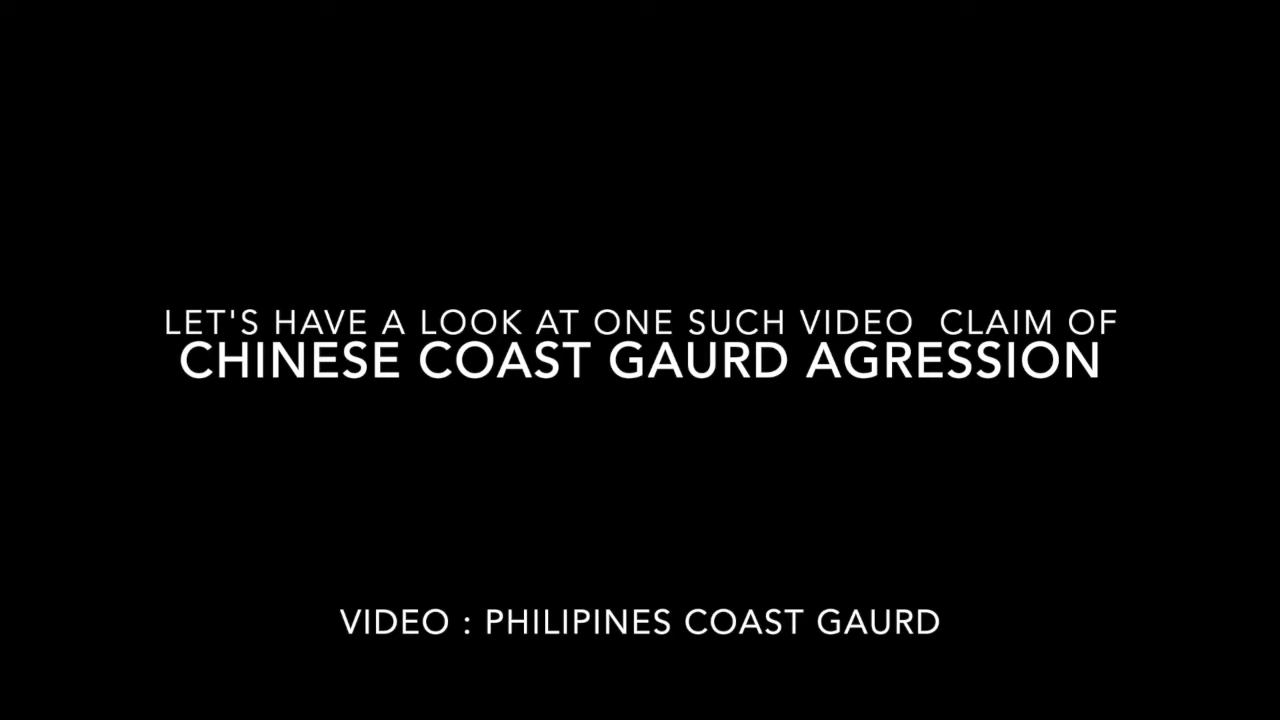 LET'S HAVE A LOOK AT ONE SUCH VIDEO  CLAIM OF
CHINESE COAST GAURD AGRESSION
VIDEO : PHILIPINES COAST GAURD